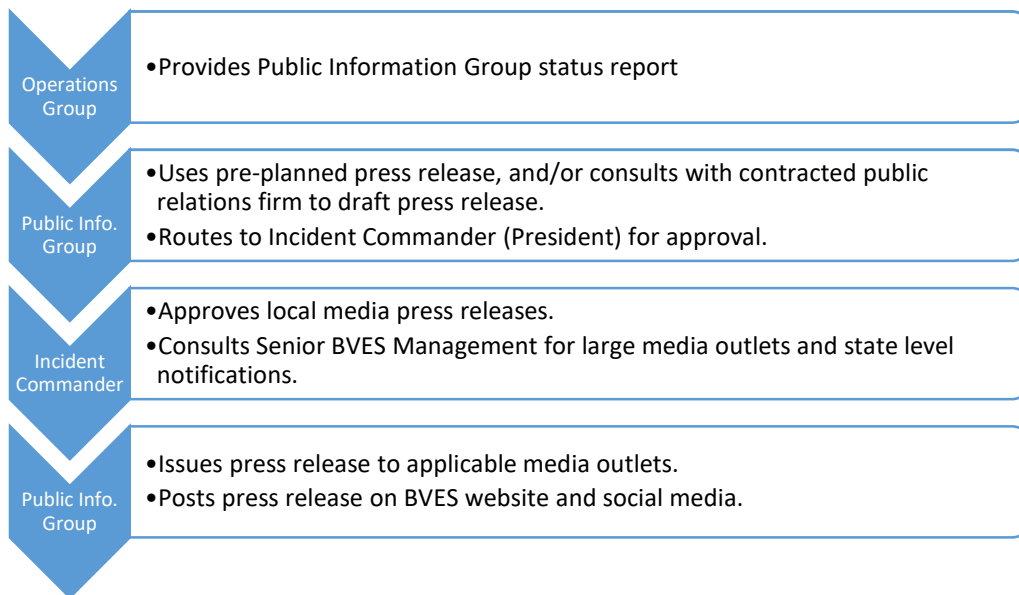 Operations
Group
•Provides Public Information Group status report
Public Info.
Group
•Uses pre-planned press release, and/or consults with contracted public
relations firm to draft press release.
•Routes to Incident Commander (President) for approval.
Incident
Commander
•Approves local media press releases.
•Consults Senior BVES Management for large media outlets and state level
notifications.
Public Info.
Group
•Issues press release to applicable media outlets.
•Posts press release on BVES website and social media.